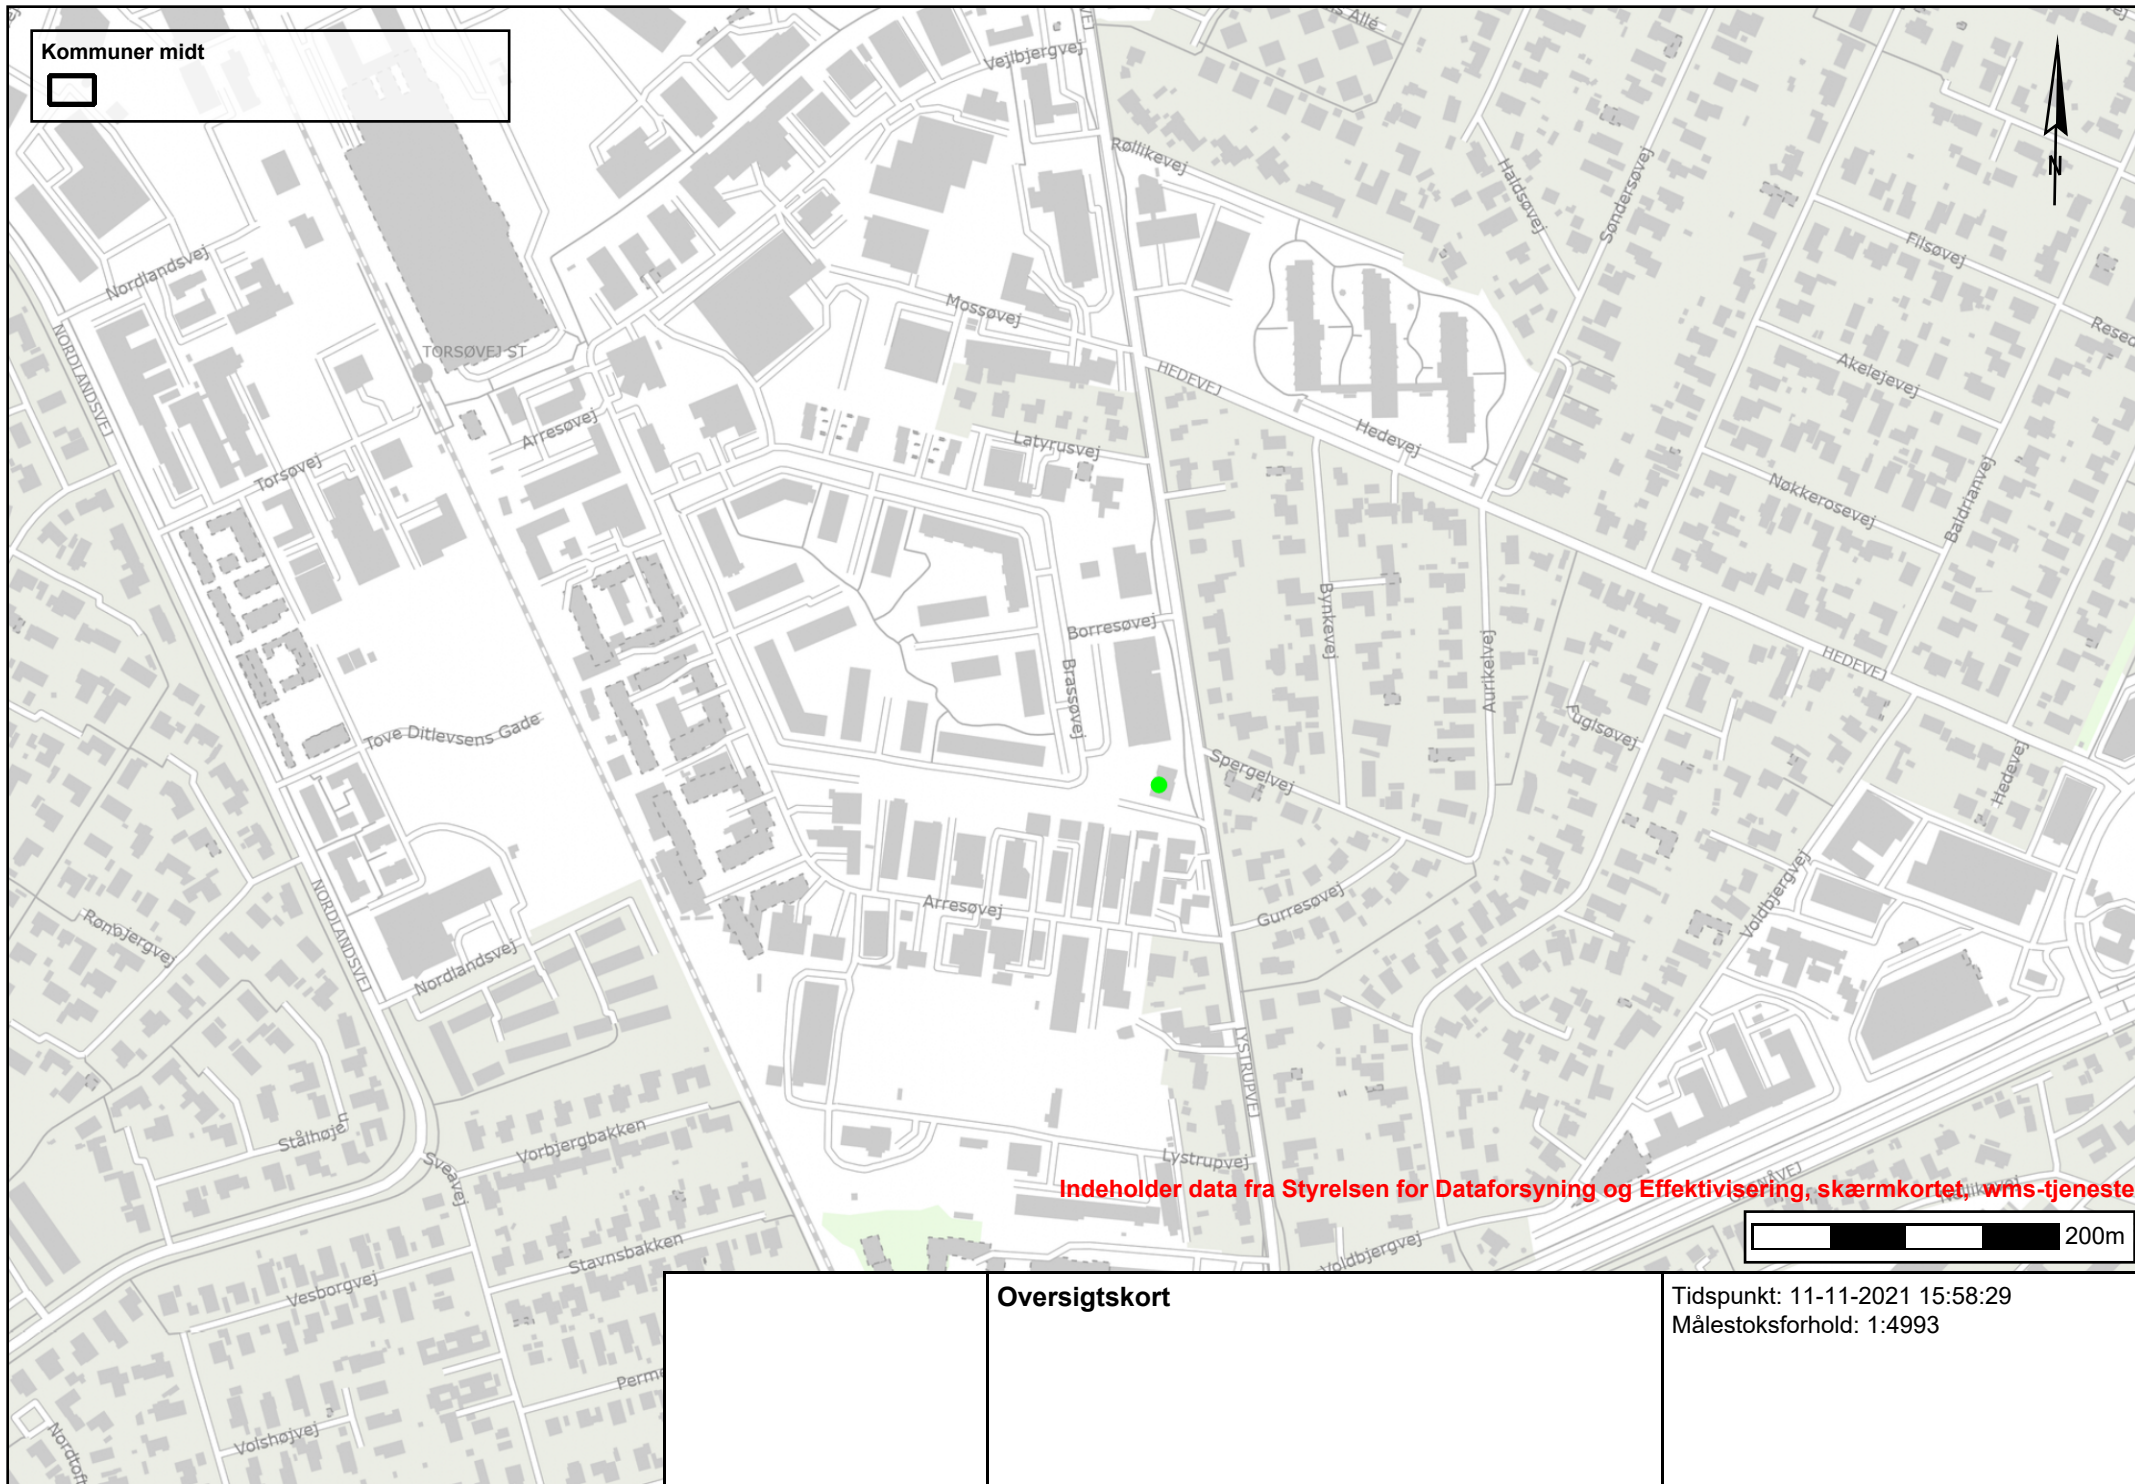 Kommuner midt
Vejlbjergvej
Røllikevej
Haldsøvej
Søndersøvej
N
Filsøvej
Nordlandsvej
Mossøvej
NORDLANDSVEJ
TORSØVEJ ST
HEDEVEJ
Akelejevej
Arresøvej
Latyrusvej
Hedevej
Torsøvej
Nøkkerosevej
Baldrianvej
Bynkevej
Borresøvej
Aurikelvej
HEDEVEJ
Brassøvej
Fuglsøvej
Tove Ditlevsens Gade
Spergelvej
Hedevej
Voldbjergvej
Arresøvej
Gurresøvej
NORDLANDSVEJ
Rønbjergvej
Nordlandsvej
LYSTRUPVEJ
Stålhøjen
Vorbjergbakken
Sveavej
Lystrupvej
Indeholder data fra Styrelsen for Dataforsyning og Effektivisering, skærmkortet, wms-tjeneste
200m
Stavnsbakken
Voldbjergvej
Vesborgvej
Oversigtskort
Tidspunkt: 11-11-2021 15:58:29
Målestoksforhold: 1:4993
Perme
Volshøjvej
Nordtoft